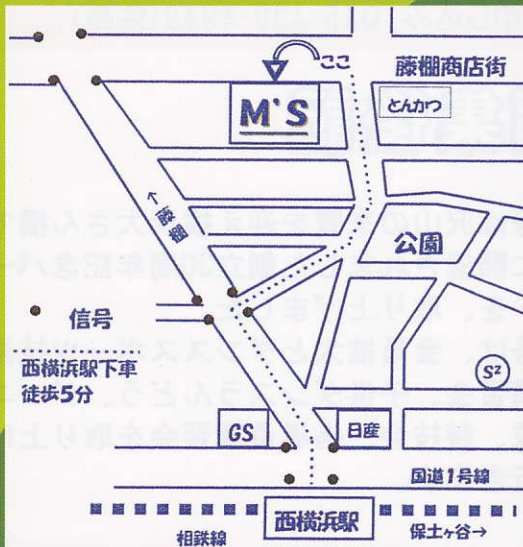 ここ
藤棚商店街
M'S
とんかつ
公園
信号
西横浜駅下車
徒歩5分
S²
GS
日産
国道1号線
西横浜駅
相鉄線
保土ヶ谷→